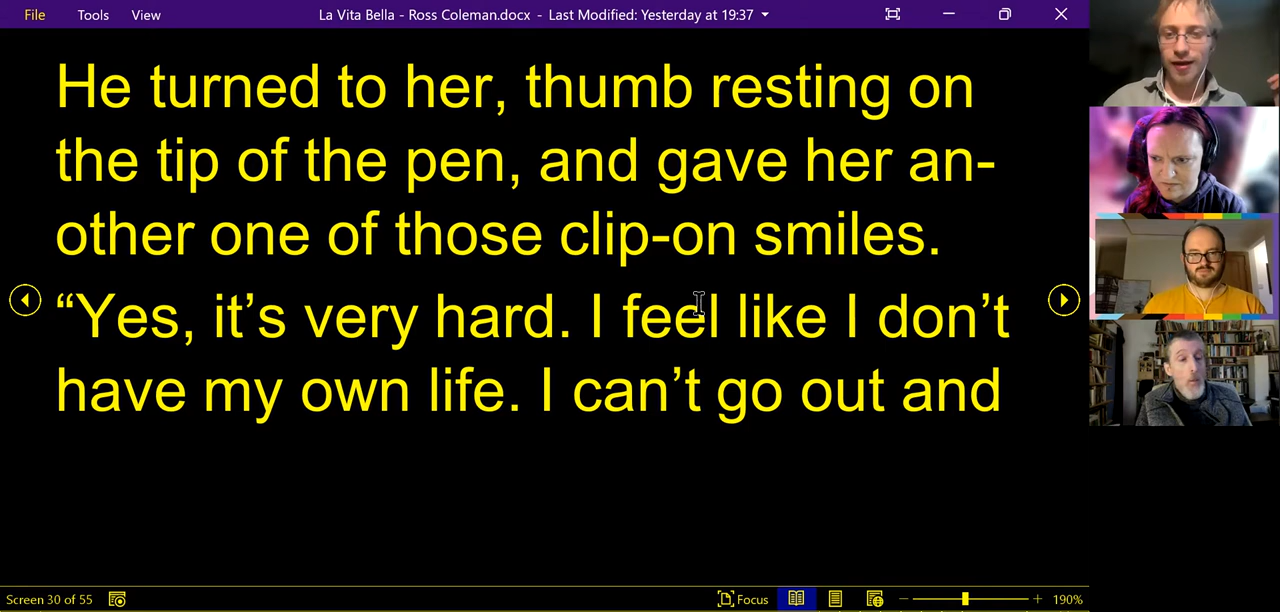 File Tools View La Vita Bella - Ross Coleman.docx - Last Modified: Yesterday at 19:37
He turned to her, thumb resting on
the tip of the pen, and gave her an-
other one of those clip-on smiles.
“Yes, it’s very hard. I feel like I don’t
have my own life. I can’t go out and
Screen 30 of 55 Focus 190%